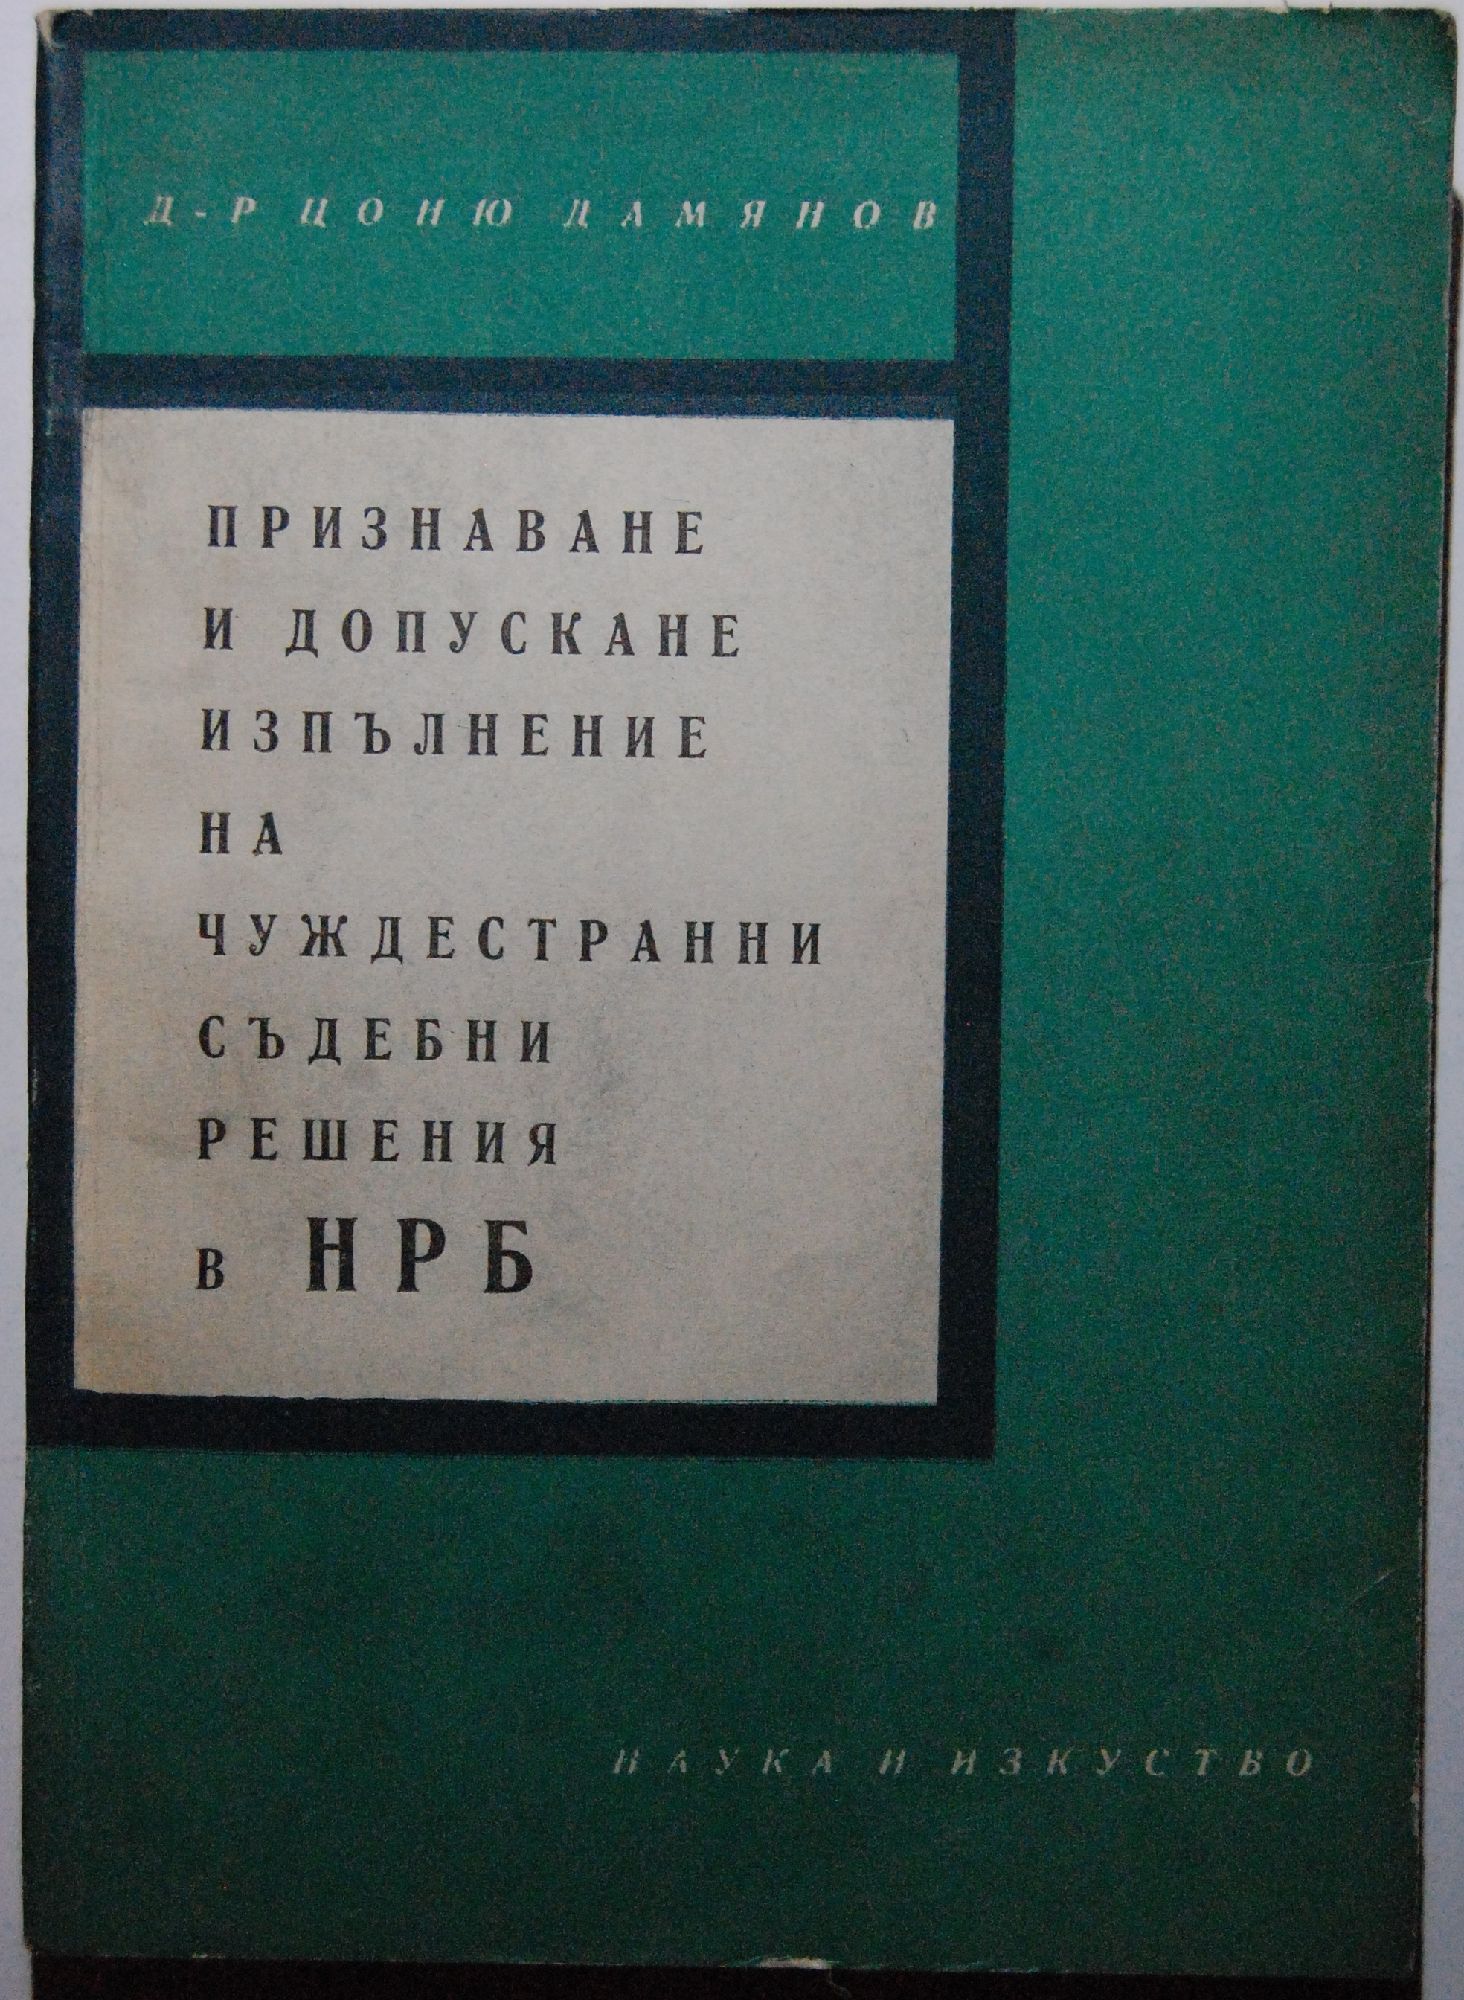 Д-Р ЦОНЮ ДАМЯНОВ
ПРИЗНАВАНЕ
И ДОПУСКАНЕ
ИЗПЪЛНЕНИЕ
НА
ЧУЖДЕСТРАННИ
СЪДЕБНИ
РЕШЕНИЯ
В НРБ
НАУКА И ИЗКУСТВО